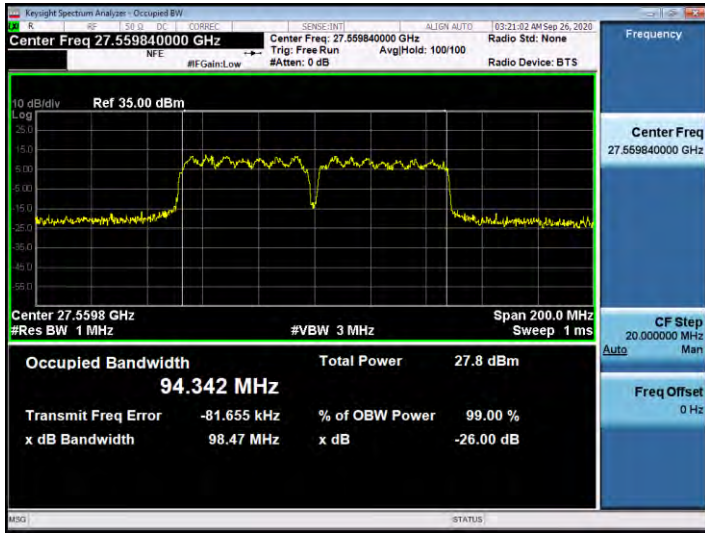 Keysight Spectrum Analyzer - Occupied BW
R RF 50 Ω DC CORREC SENSE:INT ALIGN AUTO 03:21:02 AM Sep 26, 2020
Center Freq 27.559840000 GHz
NFE
#IFGain:Low
Center Freq: 27.559840000 GHz
Trig: Free Run Avg|Hold: 100/100
#Atten: 0 dB
Radio Std: None
Radio Device: BTS
Frequency
10 dB/div Ref 35.00 dBm
Log
25.0
15.0
5.00
-5.00
-15.0
-25.0
-35.0
-45.0
-55.0
Center 27.5598 GHz Span 200.0 MHz
#Res BW 1 MHz #VBW 3 MHz Sweep 1 ms
Occupied Bandwidth Total Power 27.8 dBm
94.342 MHz
Transmit Freq Error -81.655 kHz % of OBW Power 99.00 %
x dB Bandwidth 98.47 MHz x dB -26.00 dB
Center Freq
27.559840000 GHz
CF Step
20.000000 MHz
Auto Man
Freq Offset
0 Hz
MSG STATUS